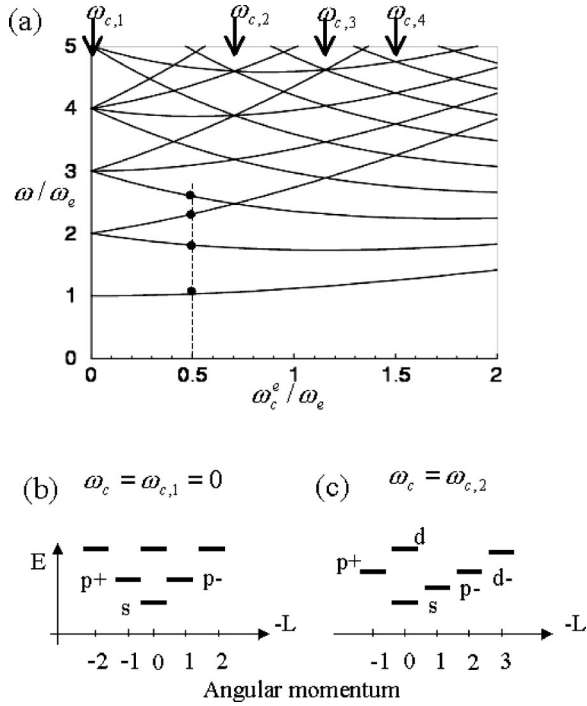 (a)
ω_{c,1} ω_{c,2} ω_{c,3} ω_{c,4}
5
4
3
ω/ω_e
2
1
0
0 0.5 1 1.5 2
ω_c^e/ω_e
(b) ω_c = ω_{c,1} = 0
(c) ω_c = ω_{c,2}
E
p+ p-
s
-2 -1 0 1 2
-L
p+ d
p- d-
s
-1 0 1 2 3
-L
Angular momentum